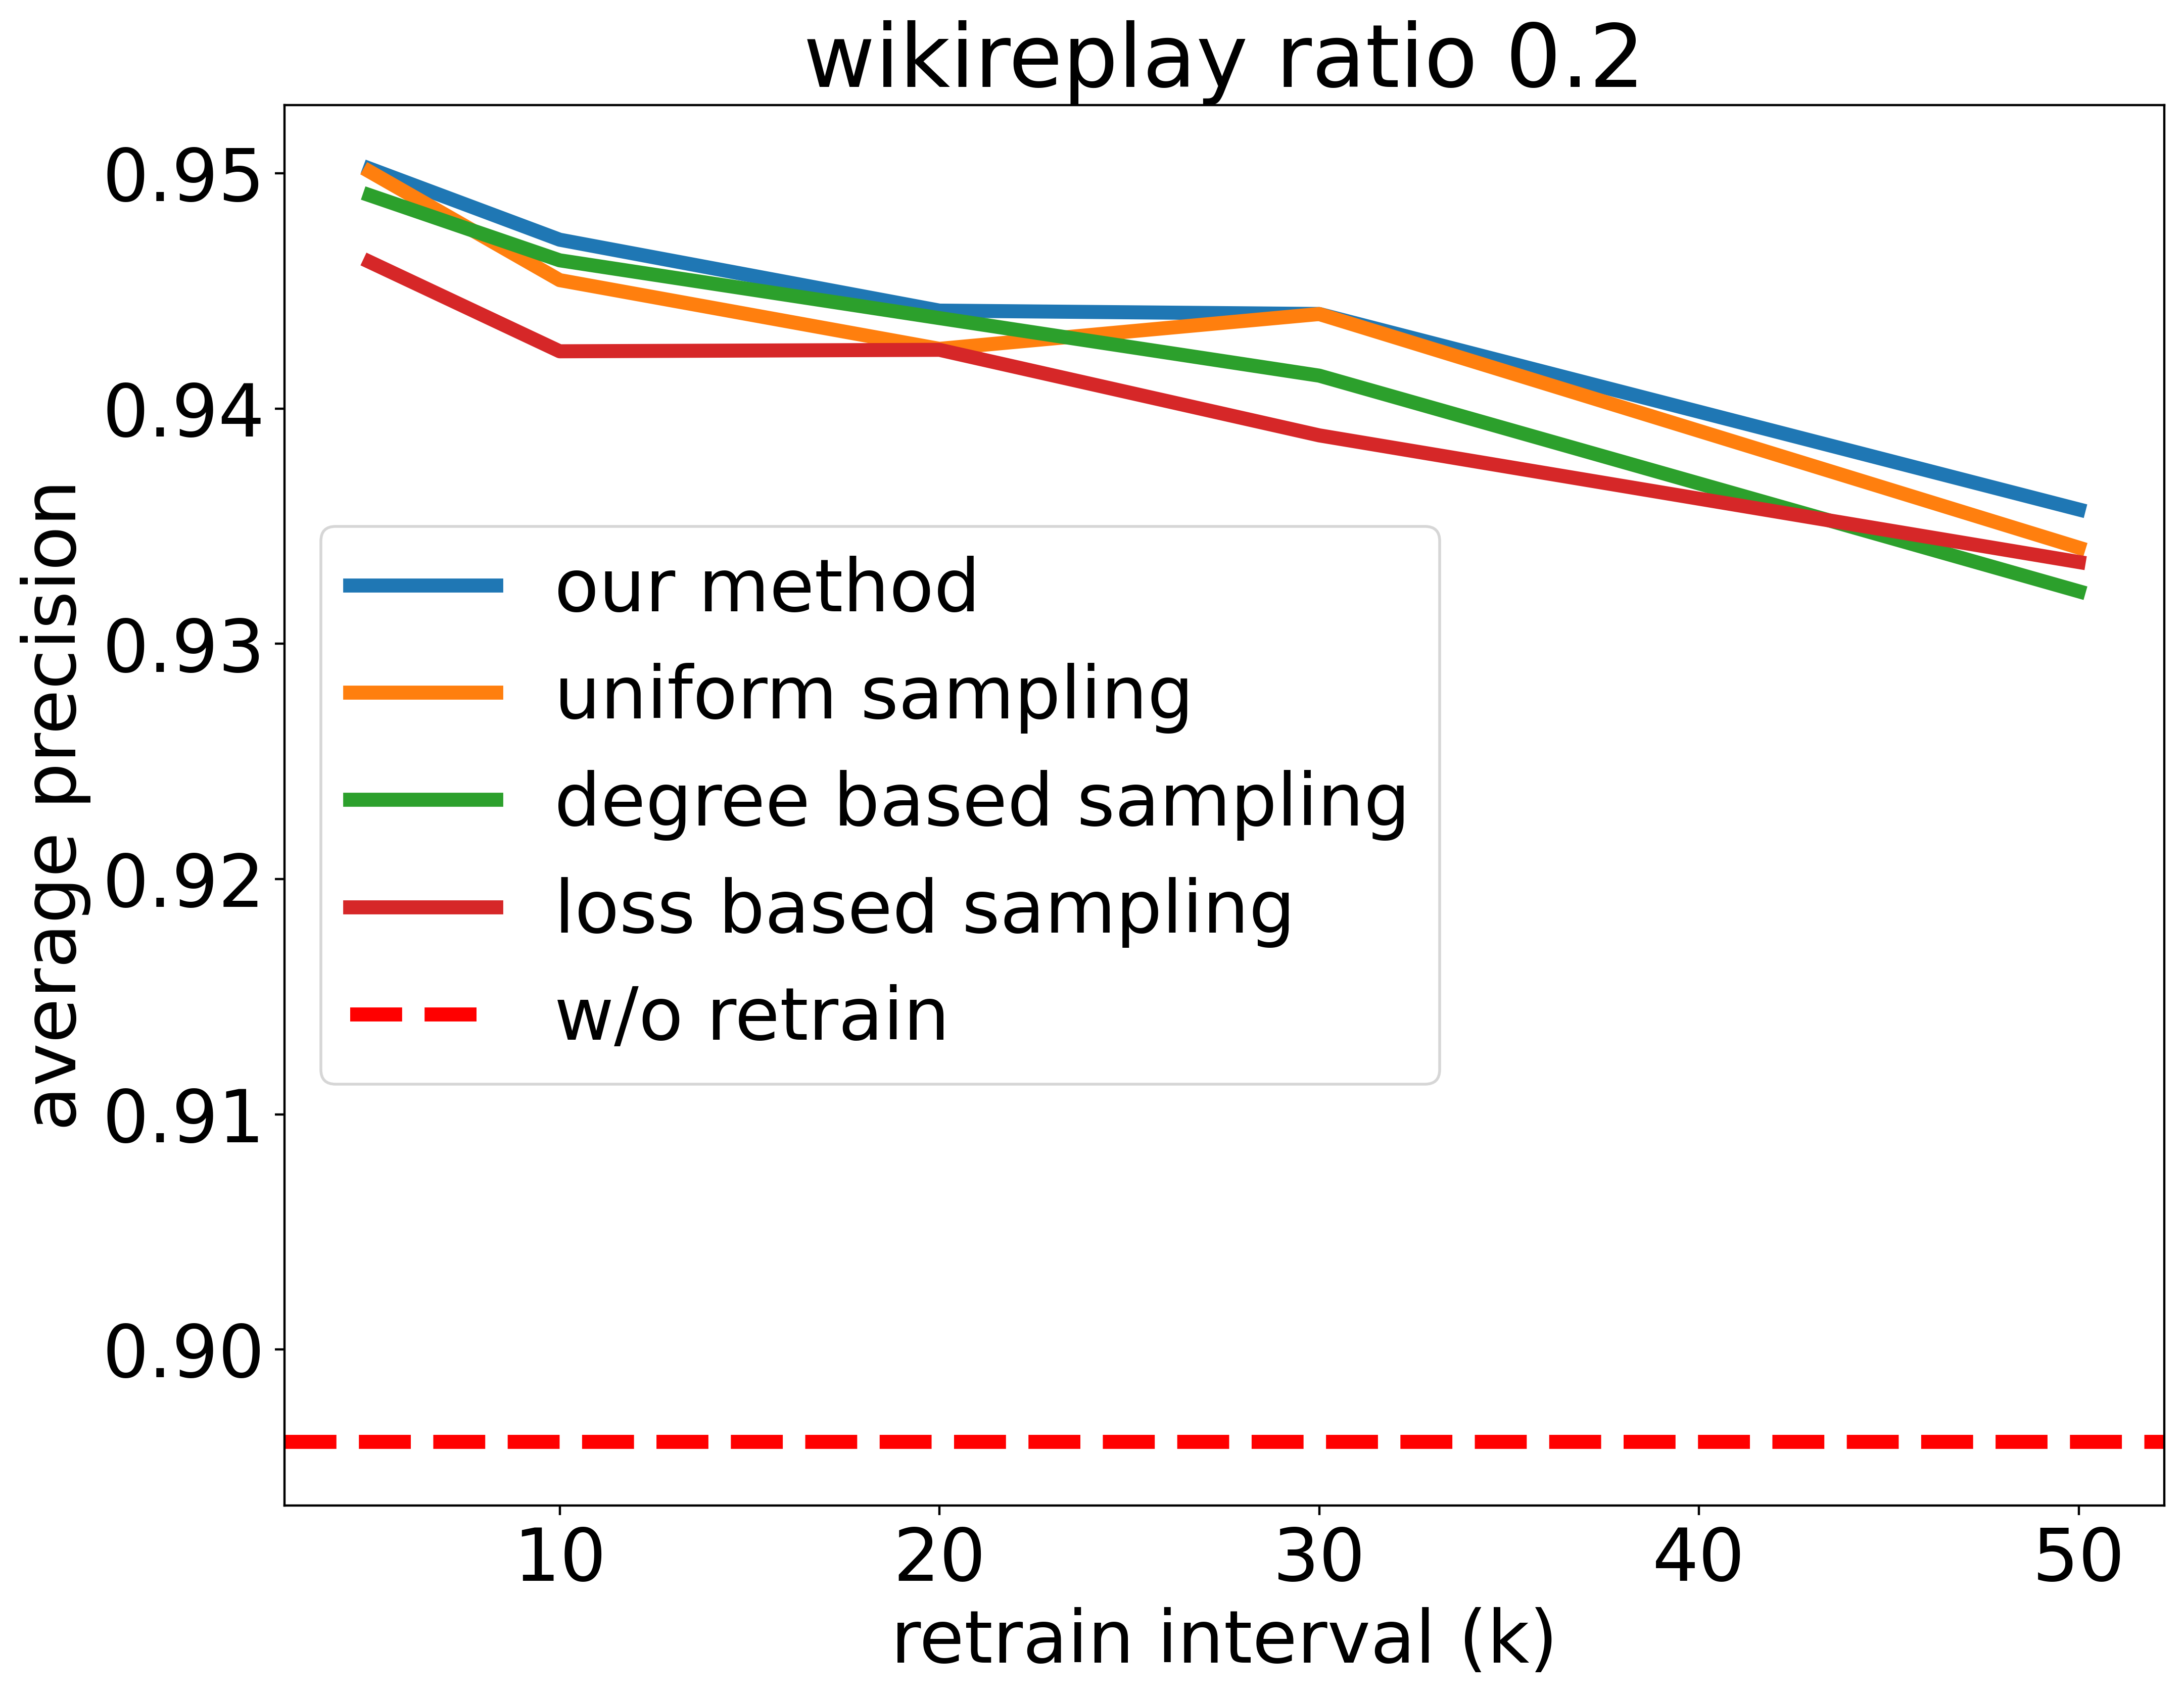 wikireplay ratio 0.2
average precision
0.95
0.94
0.93
0.92
0.91
0.90
our method
uniform sampling
degree based sampling
loss based sampling
w/o retrain
10 20 30 40 50
retrain interval (k)